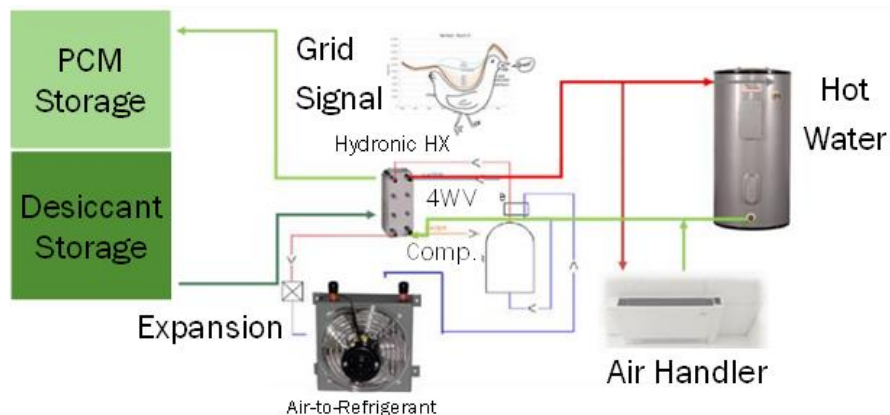 PCM
Storage
Desiccant
Storage
Grid
Signal
Hydronic HX
4WV
Comp.
Expansion
Air-to-Refrigerant
Hot
Water
Air Handler